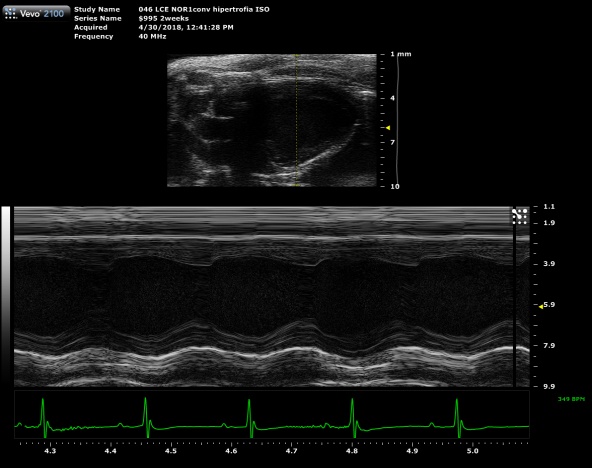 Vevo 2100
Study Name 046 LCE NOR1conv hipertrofia ISO
Series Name $995 2weeks
Acquired 4/30/2018, 12:41:28 PM
Frequency 40 MHz
1 mm
4
7
10
1.1
1.9
3.9
5.9
7.9
9.9
349 BPM
4.3 4.4 4.5 4.6 4.7 4.8 4.9 5.0